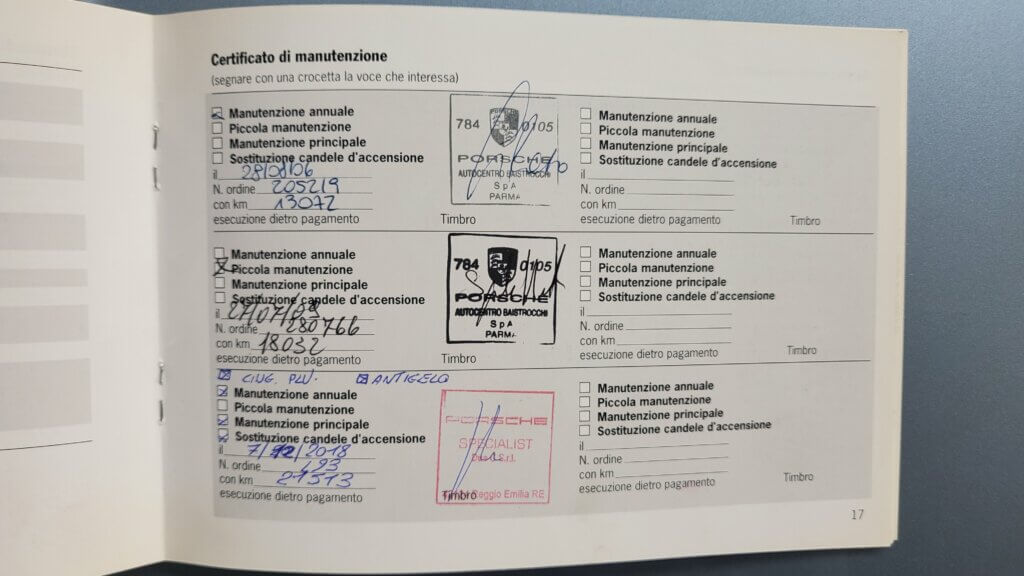 Certificato di manutenzione
(segnare con una crocetta la voce che interessa)
Manutenzione annuale
Piccola manutenzione
Manutenzione principale
Sostituzione candele d'accensione
il 28/08/06
N. ordine 205219
con km 13072
esecuzione dietro pagamento
784 0105
PORSCHE
AUTOCENTRO BAISTROCCHI
SpA
PARMA
Timbro
Manutenzione annuale
Piccola manutenzione
Manutenzione principale
Sostituzione candele d'accensione
il
N. ordine
con km
esecuzione dietro pagamento
Timbro
Manutenzione annuale
Piccola manutenzione
Manutenzione principale
Sostituzione candele d'accensione
il 27/07/09
N. ordine 280766
con km 18032
esecuzione dietro pagamento
784 0105
PORSCHE
AUTOCENTRO BAISTROCCHI
SpA
PARMA
Timbro
Manutenzione annuale
Piccola manutenzione
Manutenzione principale
Sostituzione candele d'accensione
il
N. ordine
con km
esecuzione dietro pagamento
Timbro
CING. PLV. ANTIGELO
Manutenzione annuale
Piccola manutenzione
Manutenzione principale
Sostituzione candele d'accensione
il 7/12/2018
N. ordine 493
con km 21513
esecuzione dietro pagamento
PORSCHE
SPECIALIST
S.r.l.
Timbro Reggio Emilia RE
Manutenzione annuale
Piccola manutenzione
Manutenzione principale
Sostituzione candele d'accensione
il
N. ordine
con km
esecuzione dietro pagamento
Timbro
17